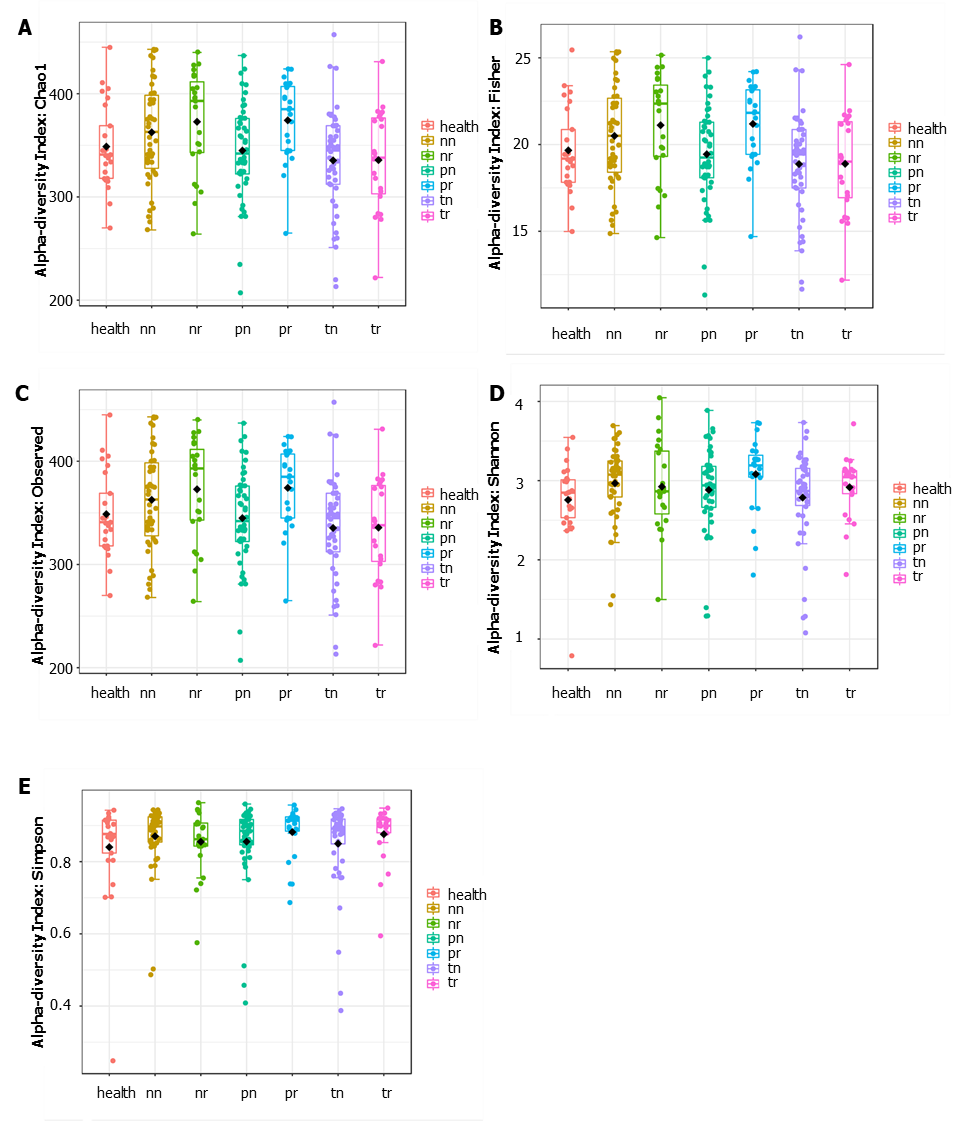 A
Alpha-diversity Index: Chao1
400
300
200
health nn nr pn pr tn tr
health
nn
nr
pn
pr
tn
tr
B
Alpha-diversity Index: Fisher
25
20
15
health nn nr pn pr tn tr
health
nn
nr
pn
pr
tn
tr
C
Alpha-diversity Index: Observed
400
300
200
health nn nr pn pr tn tr
health
nn
nr
pn
pr
tn
tr
D
Alpha-diversity Index: Shannon
4
3
2
1
health nn nr pn pr tn tr
health
nn
nr
pn
pr
tn
tr
E
Alpha-diversity Index: Simpson
0.8
0.6
0.4
health nn nr pn pr tn tr
health
nn
nr
pn
pr
tn
tr